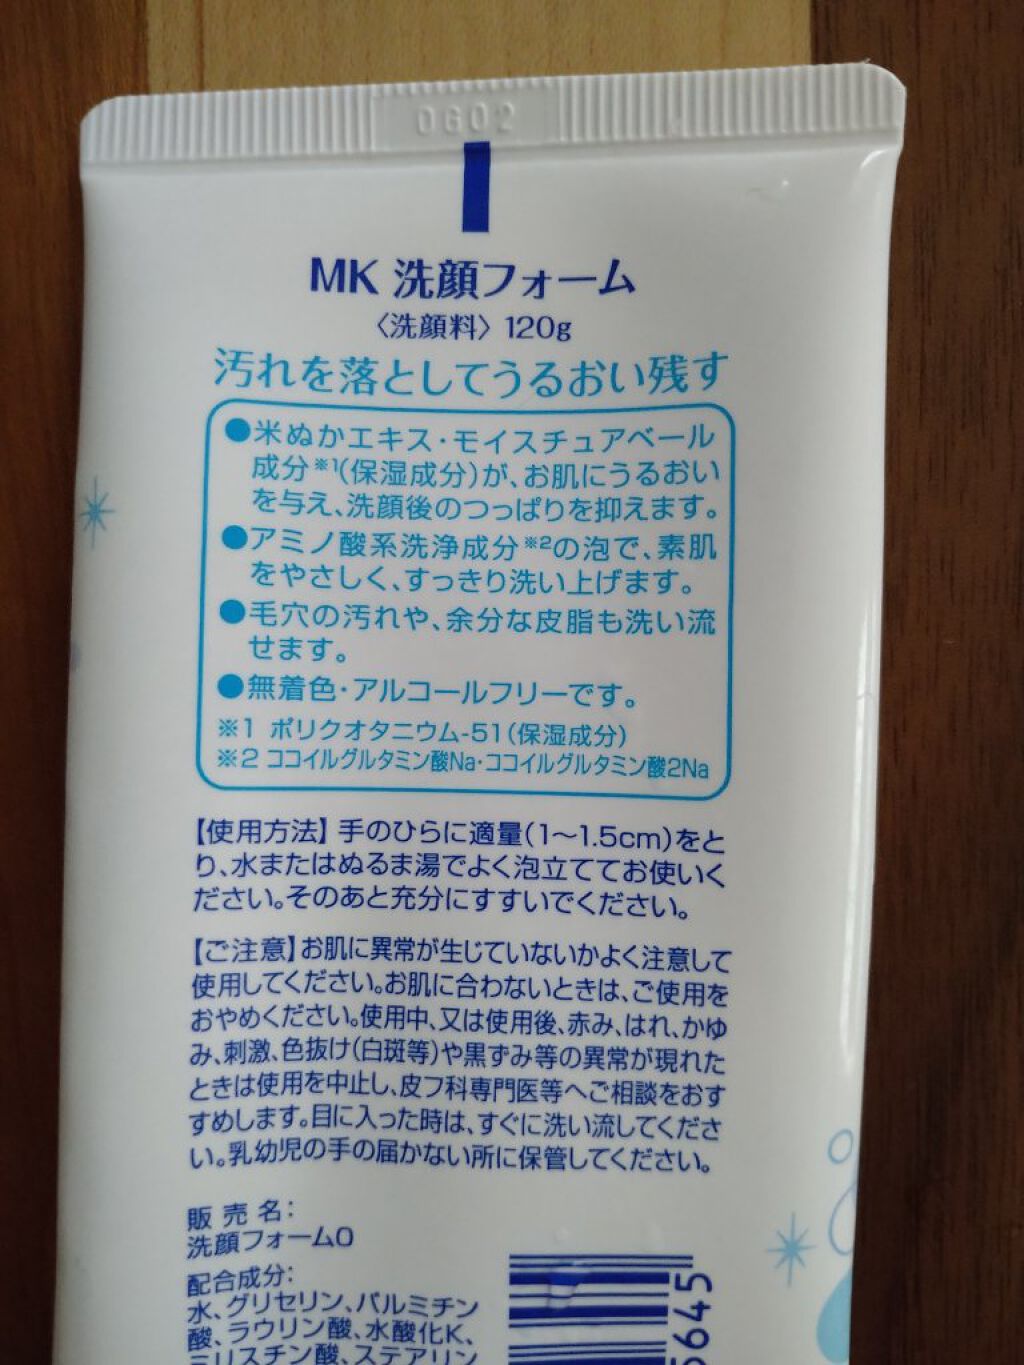 0602
MK 洗顔フォーム
〈洗顔料〉120g
汚れを落としてうるおい残す
●米ぬかエキス・モイスチュアベール
成分※1(保湿成分)が、お肌にうるおい
を与え、洗顔後のつっぱりを抑えます。
●アミノ酸系洗浄成分※2の泡で、素肌
をやさしく、すっきり洗い上げます。
●毛穴の汚れや、余分な皮脂も洗い流
せます。
●無着色・アルコールフリーです。
※1 ポリクオタニウム-51(保湿成分)
※2 ココイルグルタミン酸Na・ココイルグルタミン酸2Na
【使用方法】手のひらに適量(1〜1.5cm)をと
り、水またはぬるま湯でよく泡立ててお使いく
ださい。そのあと充分にすすいでください。
【ご注意】お肌に異常が生じていないかよく注意して
使用してください。お肌に合わないときは、ご使用を
おやめください。使用中、又は使用後、赤み、はれ、かゆ
み、刺激、色抜け(白斑等)や黒ずみ等の異常が現れた
ときは使用を中止し、皮フ科専門医等へご相談をおす
すめします。目に入った時は、すぐに洗い流してくださ
い。乳幼児の手の届かない所に保管してください。
販売名:
洗顔フォームO
配合成分:
水、グリセリン、パルミチン
酸、ラウリン酸、水酸化K、
ミリスチン酸、ステアリン
5645